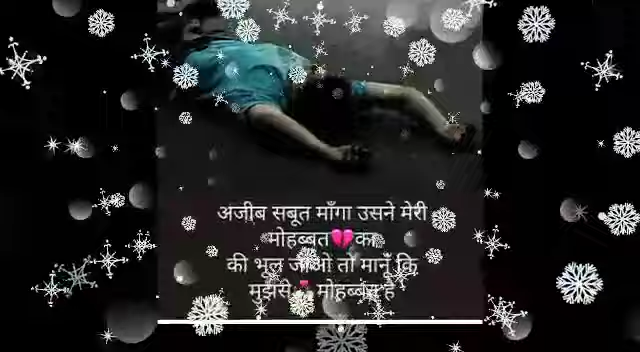 अजीब सबूत माँगा उसने मेरी
मोहब्बत💔का
की भूल जाओ तो मानूँ कि
मुझसे🌹मोहब्बत है